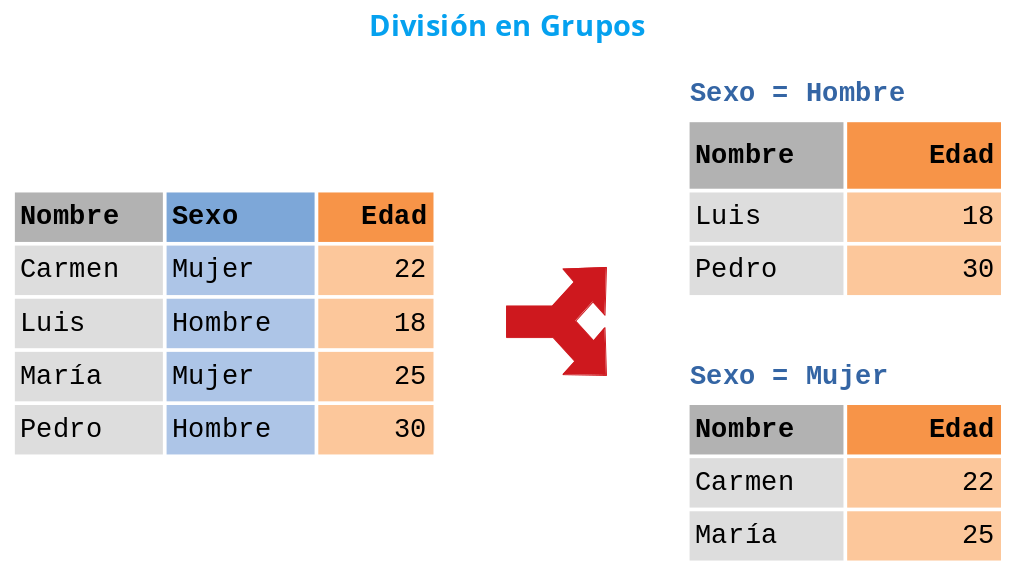 División en Grupos
Nombre Sexo Edad
Carmen Mujer 22
Luis Hombre 18
María Mujer 25
Pedro Hombre 30
Sexo = Hombre
Nombre Edad
Luis 18
Pedro 30
Sexo = Mujer
Nombre Edad
Carmen 22
María 25